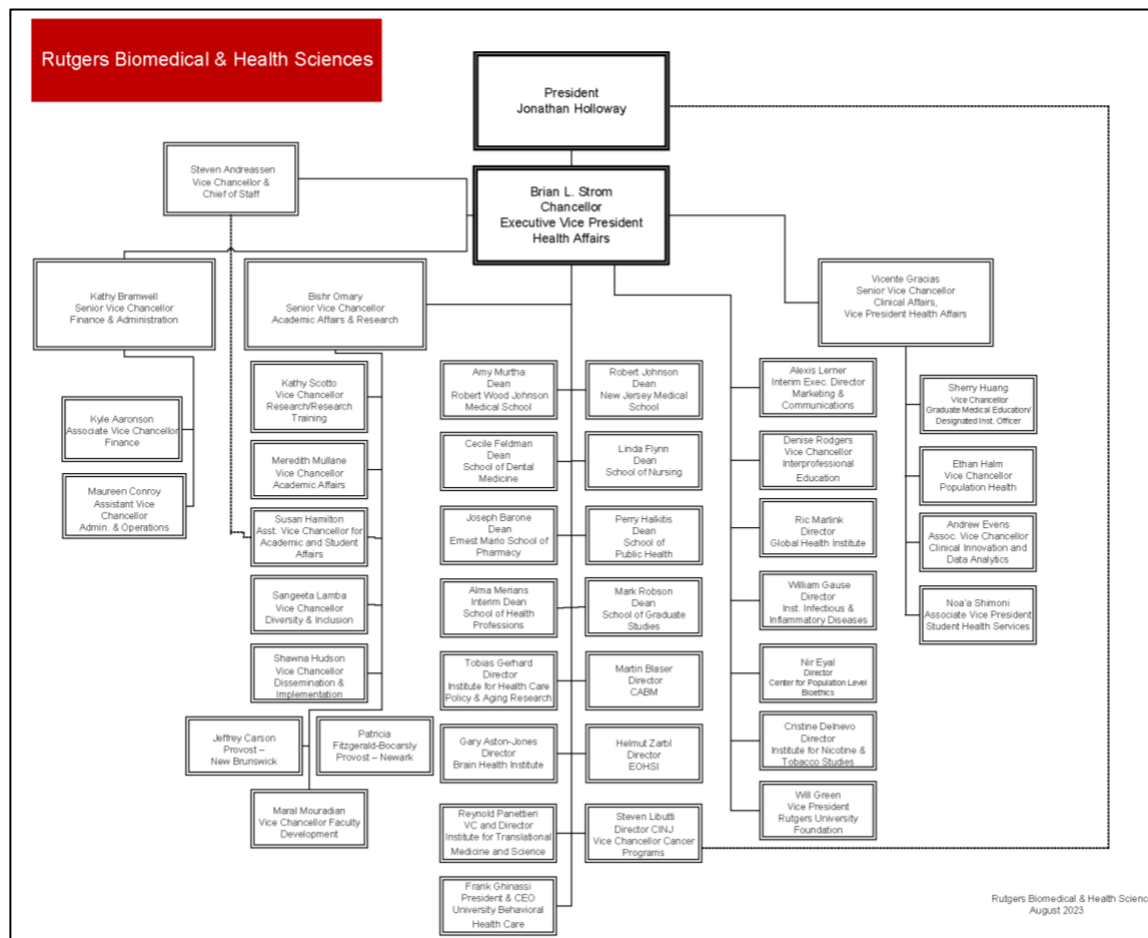 Rutgers Biomedical & Health Sciences
President
Jonathan Holloway
Steven Andreassen
Vice Chancellor &
Chief of Staff
Brian L. Strom
Chancellor
Executive Vice President
Health Affairs
Kathy Bramwell
Senior Vice Chancellor
Finance & Administration
Bishr Omary
Senior Vice Chancellor
Academic Affairs & Research
Vicente Gracias
Senior Vice Chancellor
Clinical Affairs,
Vice President Health Affairs
Kyle Aaronson
Associate Vice Chancellor
Finance
Maureen Conroy
Assistant Vice
Chancellor
Admin. & Operations
Kathy Scotto
Vice Chancellor
Research/Research
Training
Meredith Mullane
Vice Chancellor
Academic Affairs
Susan Hamilton
Asst. Vice Chancellor for
Academic and Student
Affairs
Sangeeta Lamba
Vice Chancellor
Diversity & Inclusion
Shawna Hudson
Vice Chancellor
Dissemination &
Implementation
Jeffrey Carson
Provost –
New Brunswick
Patricia
Fitzgerald-Bocarsly
Provost – Newark
Maral Mouradian
Vice Chancellor Faculty
Development
Amy Murtha
Dean
Robert Wood Johnson
Medical School
Robert Johnson
Dean
New Jersey Medical
School
Cecile Feldman
Dean
School of Dental
Medicine
Linda Flynn
Dean
School of Nursing
Joseph Barone
Dean
Ernest Mario School of
Pharmacy
Perry Halkitis
Dean
School of
Public Health
Alma Merians
Interim Dean
School of Health
Professions
Mark Robson
Dean
School of Graduate
Studies
Tobias Gerhard
Director
Institute for Health Care
Policy & Aging Research
Martin Blaser
Director
CABM
Gary Aston-Jones
Director
Brain Health Institute
Helmut Zarbl
Director
EOHSI
Reynold Panettieri
VC and Director
Institute for Translational
Medicine and Science
Steven Libutti
Director CINJ
Vice Chancellor Cancer
Programs
Frank Ghinassi
President & CEO
University Behavioral
Health Care
Alexis Lerner
Interim Exec. Director
Marketing &
Communications
Denise Rodgers
Vice Chancellor
Interprofessional
Education
Ric Marlink
Director
Global Health Institute
William Gause
Director
Inst. Infectious &
Inflammatory Diseases
Nir Eyal
Director
Center for Population Level
Bioethics
Cristine Delnevo
Director
Institute for Nicotine &
Tobacco Studies
Will Green
Vice President
Rutgers University
Foundation
Sherry Huang
Vice Chancellor
Graduate Medical Education/
Designated Inst. Officer
Ethan Halm
Vice Chancellor
Population Health
Andrew Evens
Assoc. Vice Chancellor
Clinical Innovation and
Data Analytics
Noa'a Shimoni
Associate Vice President
Student Health Services
Rutgers Biomedical & Health Science
August 2023